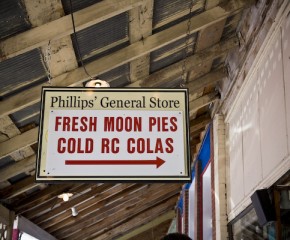 Phillips' General Store
FRESH MOON PIES
COLD RC COLAS